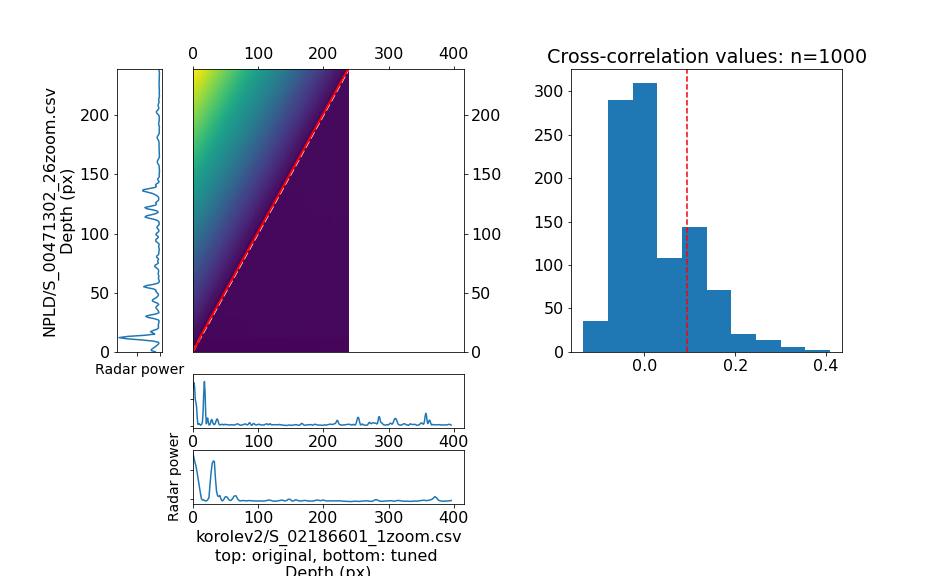 Cross-correlation values: n=1000
0 100 200 300 400
NPLD/S_00471302_26zoom.csv
Depth (px)
200
150
100
50
0
200
150
100
50
0
Radar power
300
250
200
150
100
50
0
0.0 0.2 0.4
0 100 200 300 400
Radar power
0 100 200 300 400
korolev2/S_02186601_1zoom.csv
top: original, bottom: tuned
Depth (px)